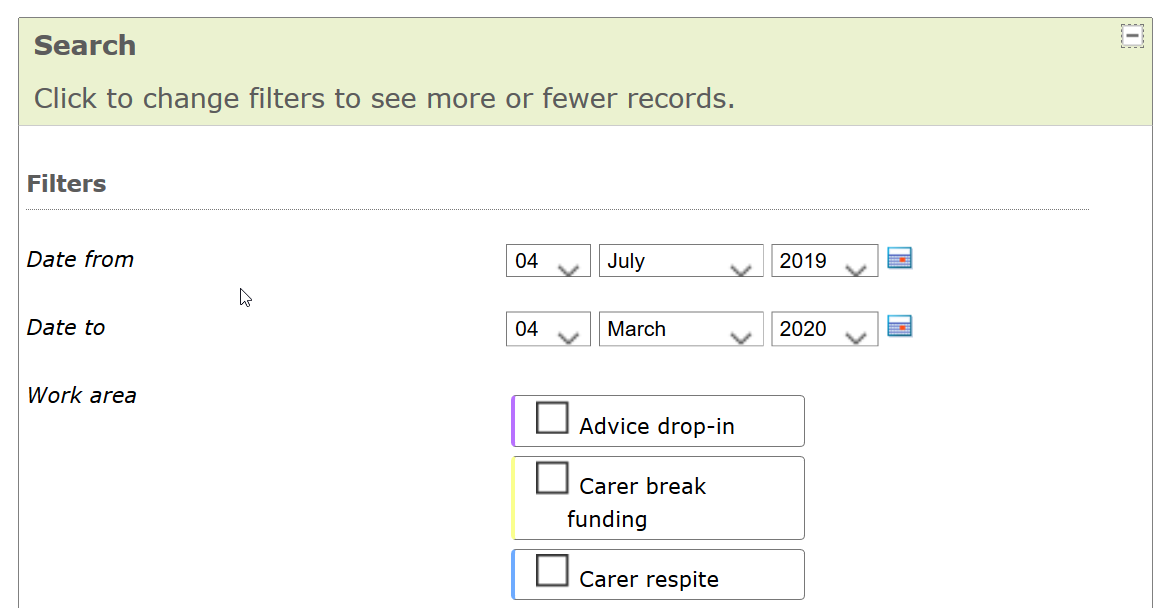 Search
Click to change filters to see more or fewer records.
Filters
Date from 04 July 2019
Date to 04 March 2020
Work area
Advice drop-in
Carer break
funding
Carer respite